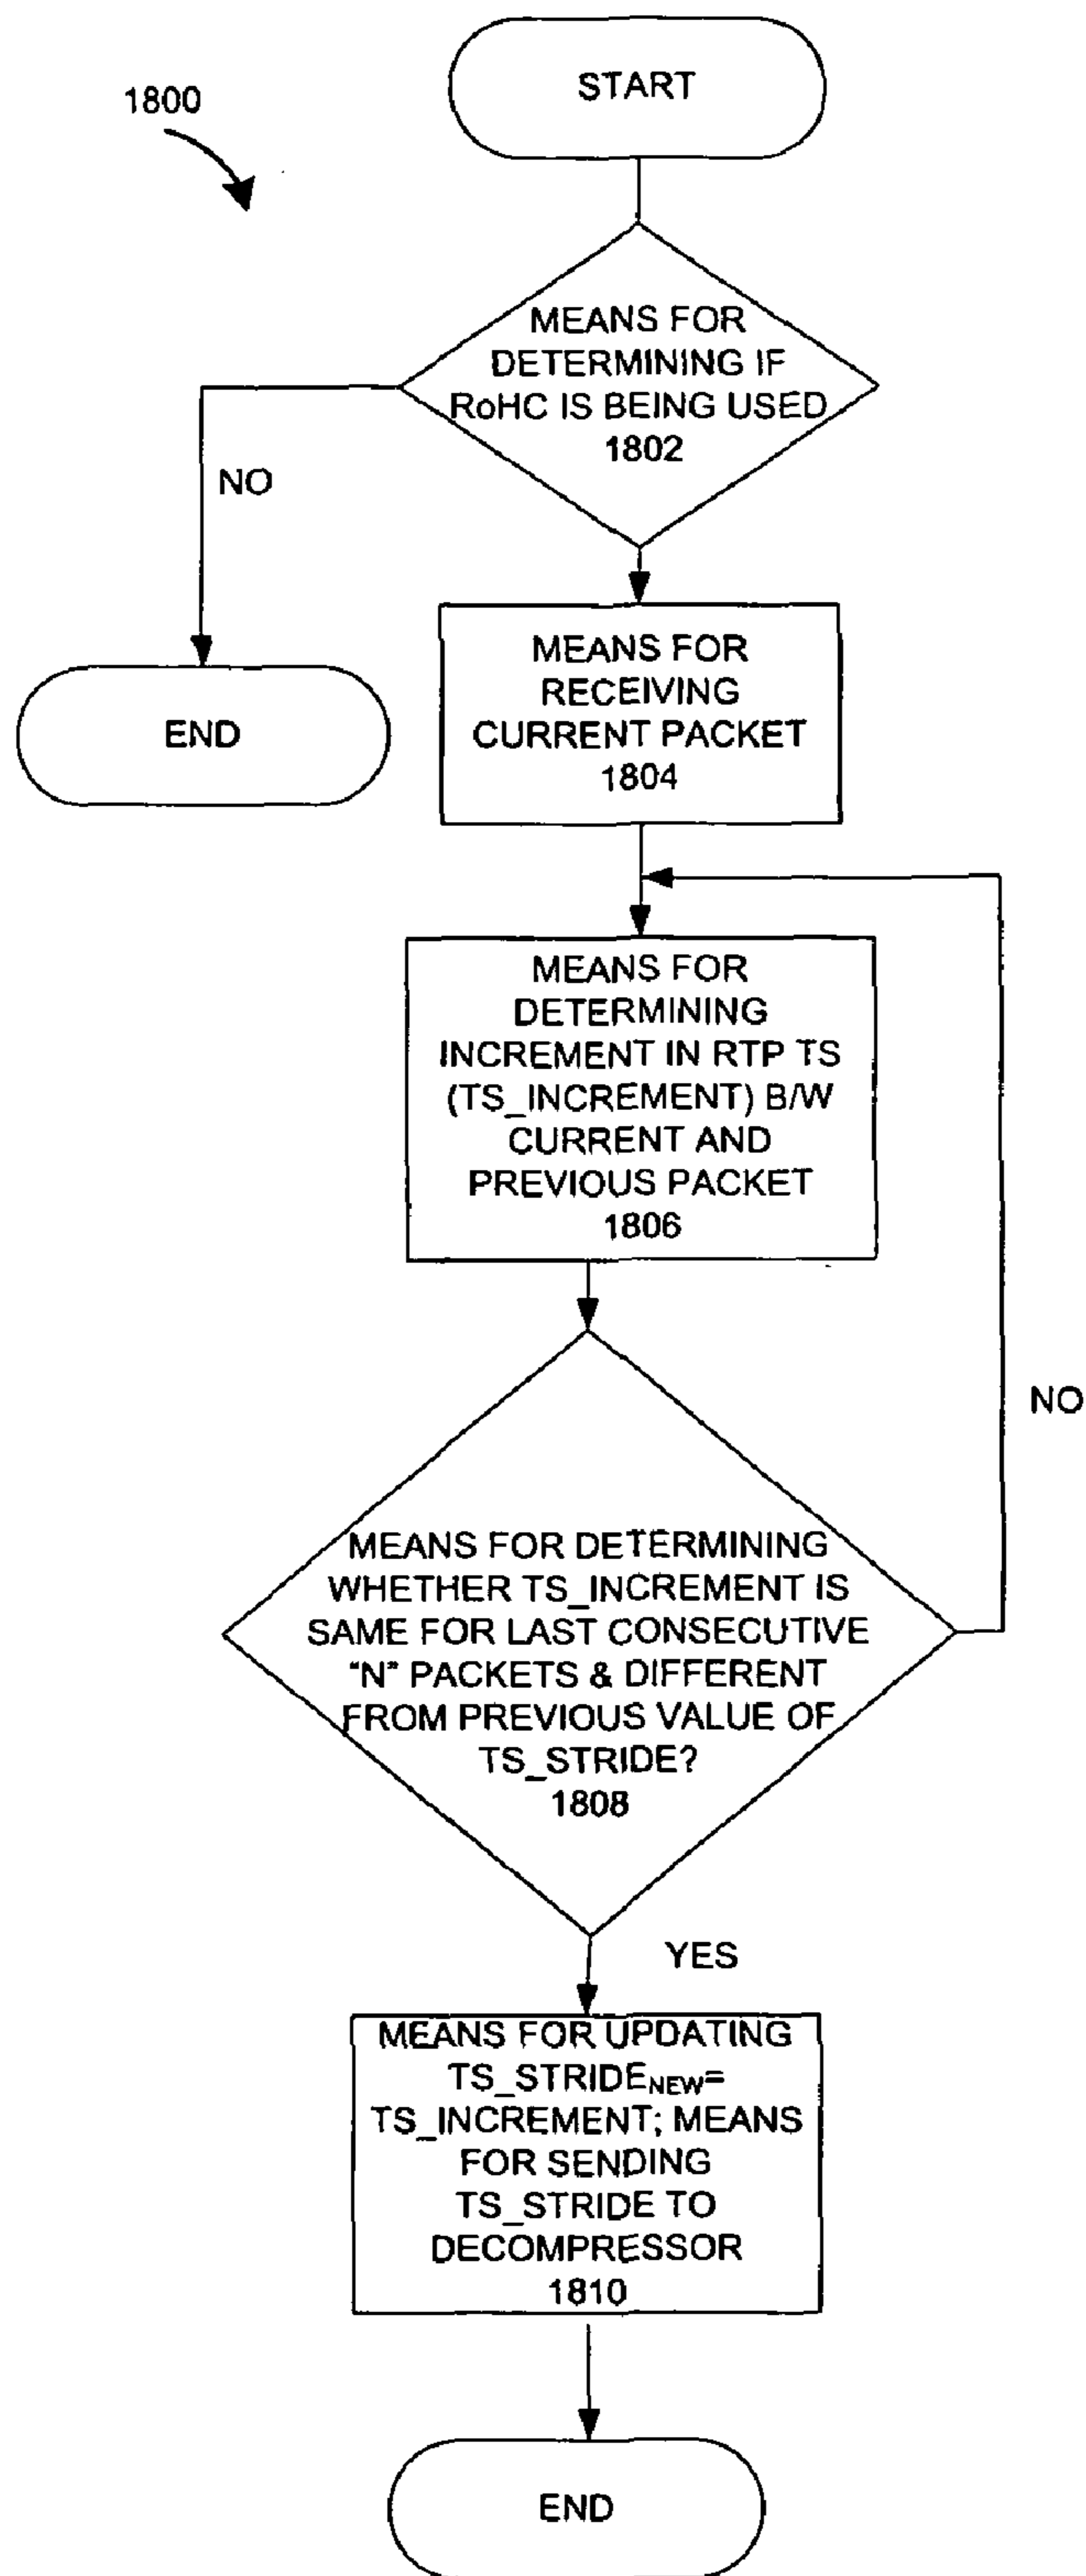 1800
START
MEANS FOR
DETERMINING IF
RoHC IS BEING USED
1802
NO
END
MEANS FOR
RECEIVING
CURRENT PACKET
1804
MEANS FOR
DETERMINING
INCREMENT IN RTP TS
(TS_INCREMENT) B/W
CURRENT AND
PREVIOUS PACKET
1806
NO
MEANS FOR DETERMINING
WHETHER TS_INCREMENT IS
SAME FOR LAST CONSECUTIVE
"N" PACKETS & DIFFERENT
FROM PREVIOUS VALUE OF
TS_STRIDE?
1808
YES
MEANS FOR UPDATING
TS_STRIDENEW=
TS_INCREMENT; MEANS
FOR SENDING
TS_STRIDE TO
DECOMPRESSOR
1810
END